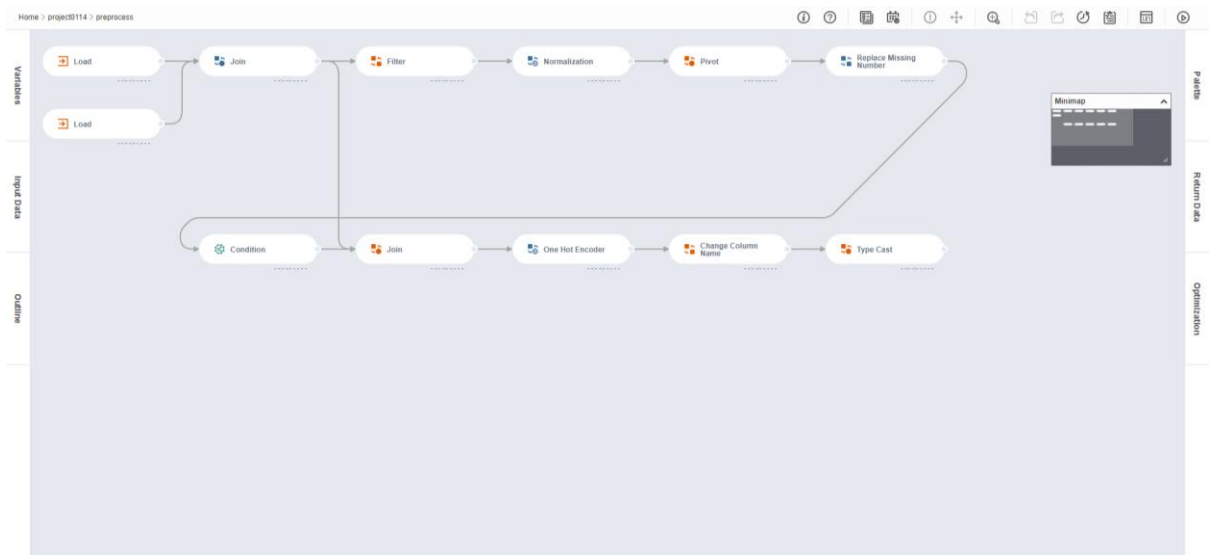 Home > project0114 > preprocess
Variables
Input Data
Outline
Load
Join
Filter
Normalization
Pivot
Replace Missing
Number
Load
Condition
Join
One Hot Encoder
Change Column
Name
Type Cast
Minimap
Palette
Return Data
Optimization